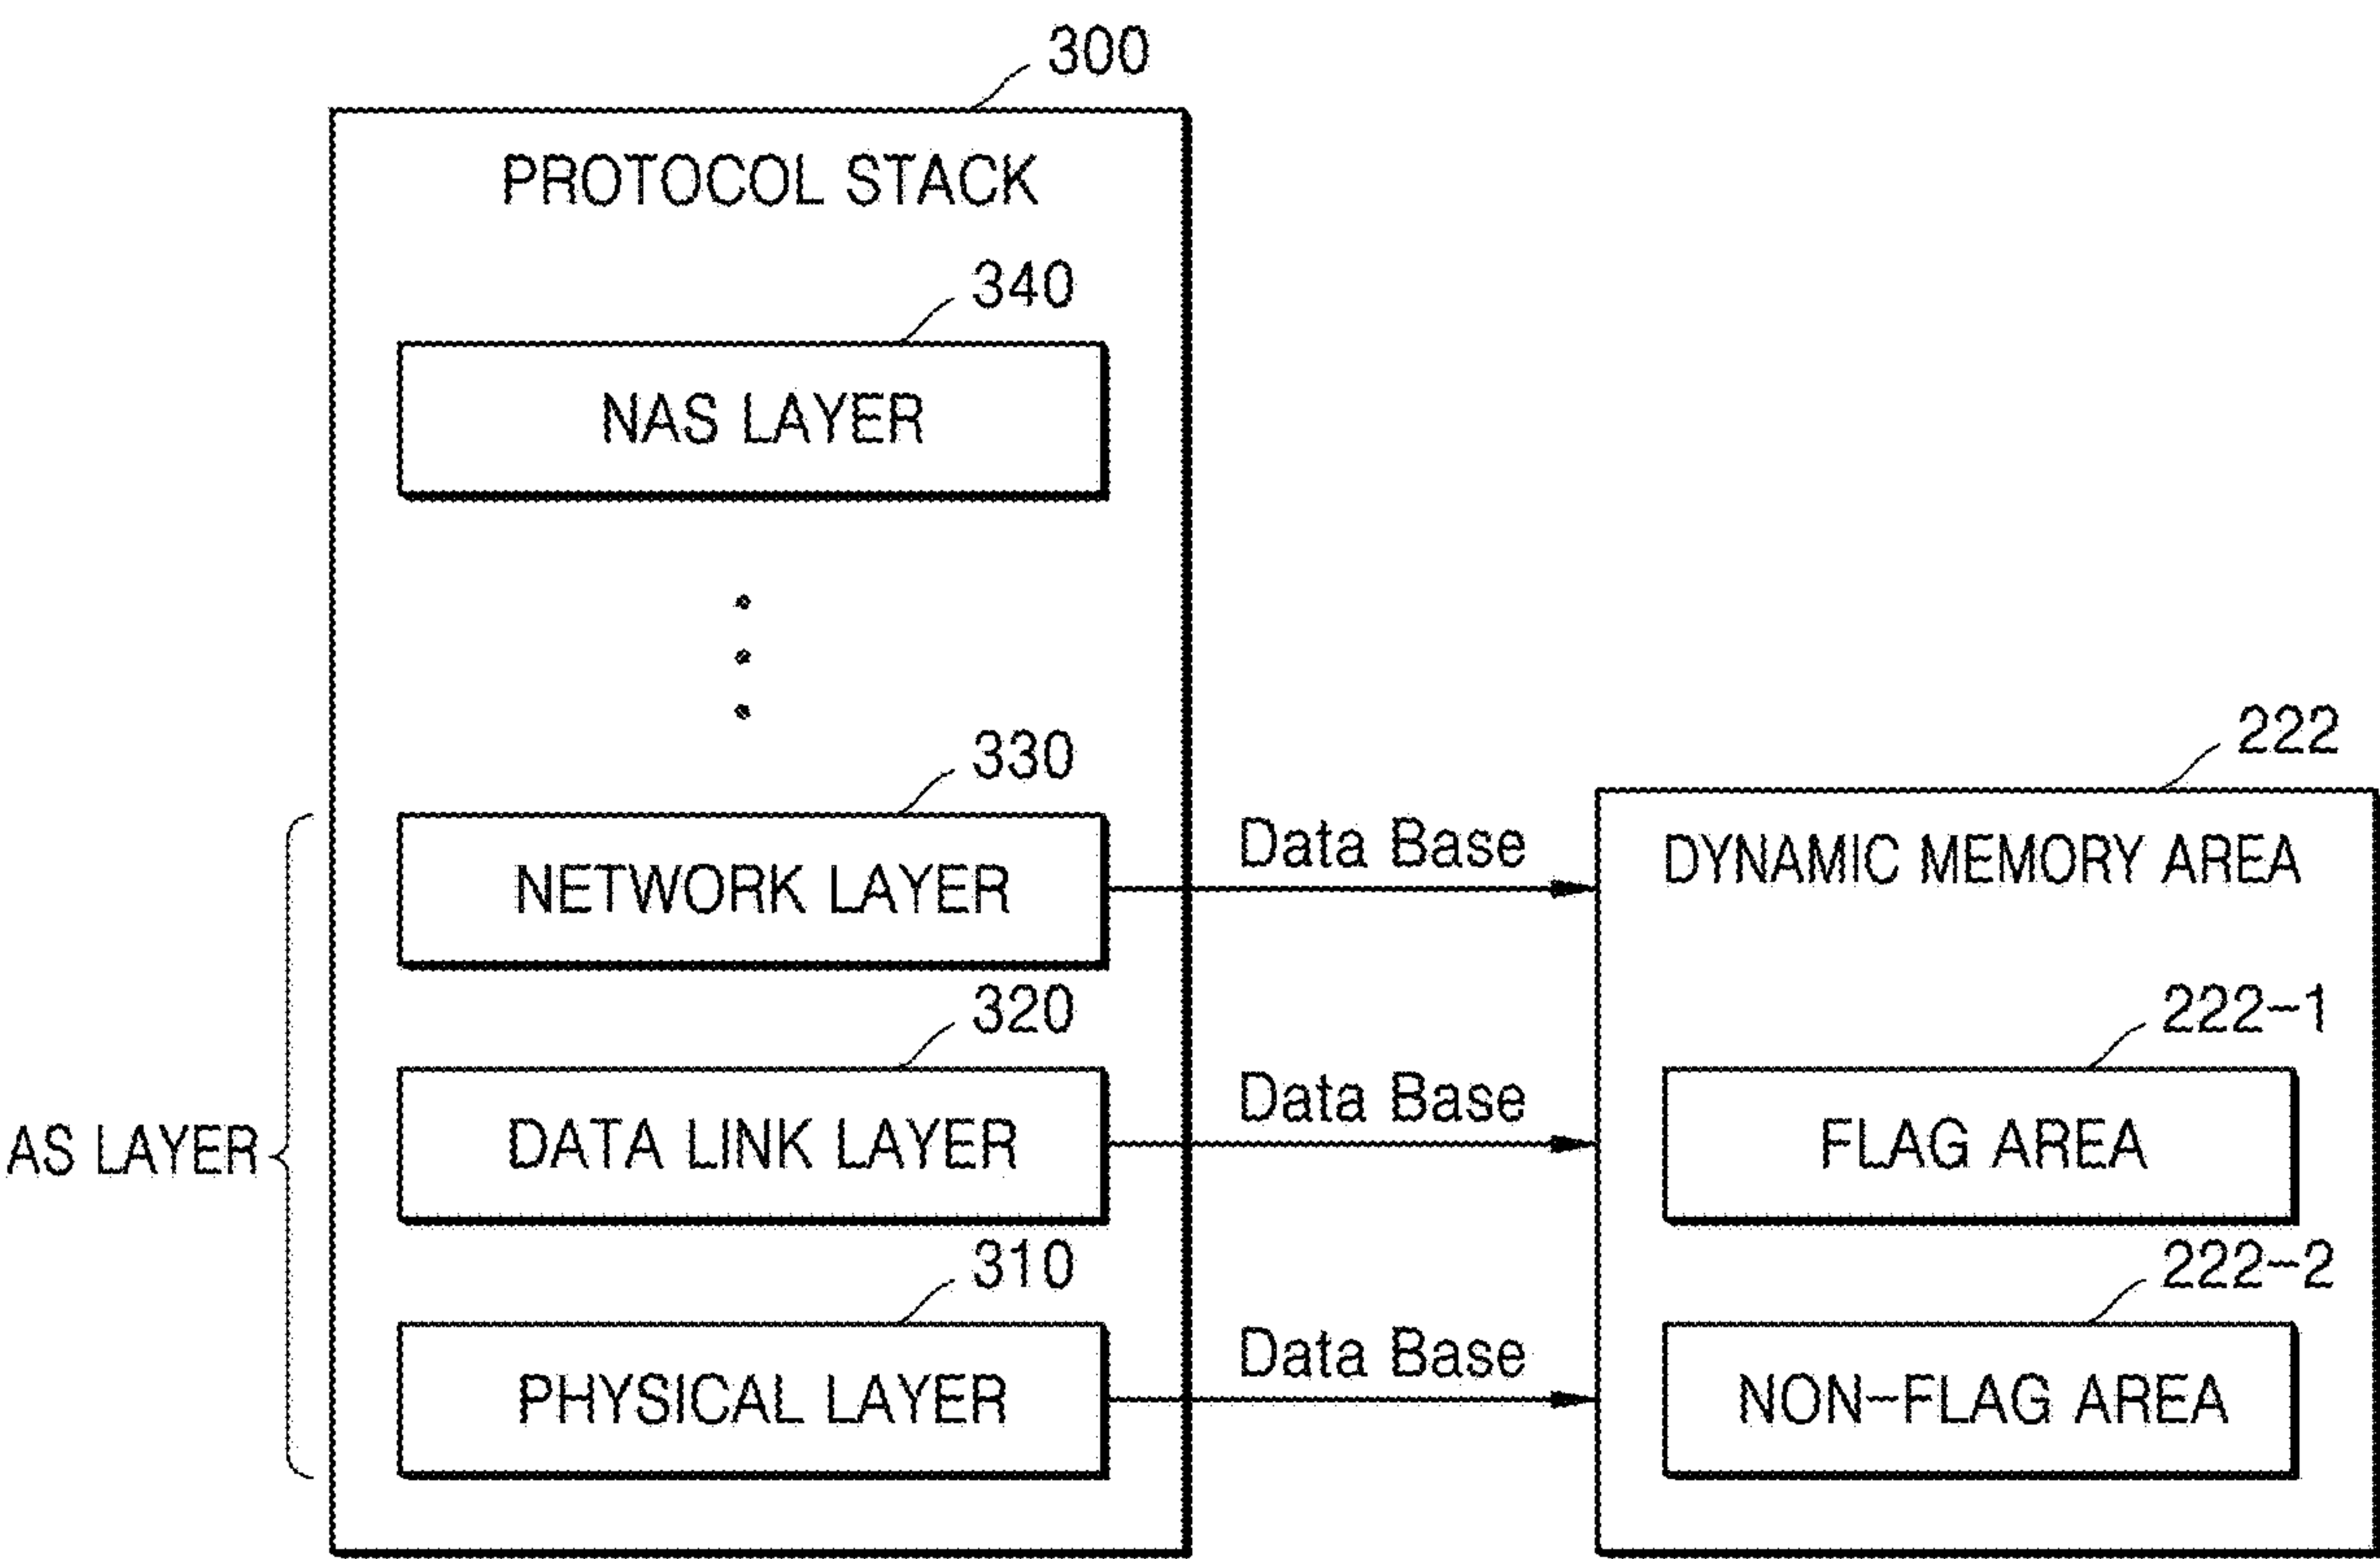 300
PROTOCOL STACK
340
NAS LAYER
330
NETWORK LAYER
320
DATA LINK LAYER
310
PHYSICAL LAYER
AS LAYER
Data Base
Data Base
Data Base
222
DYNAMIC MEMORY AREA
222-1
FLAG AREA
222-2
NON-FLAG AREA